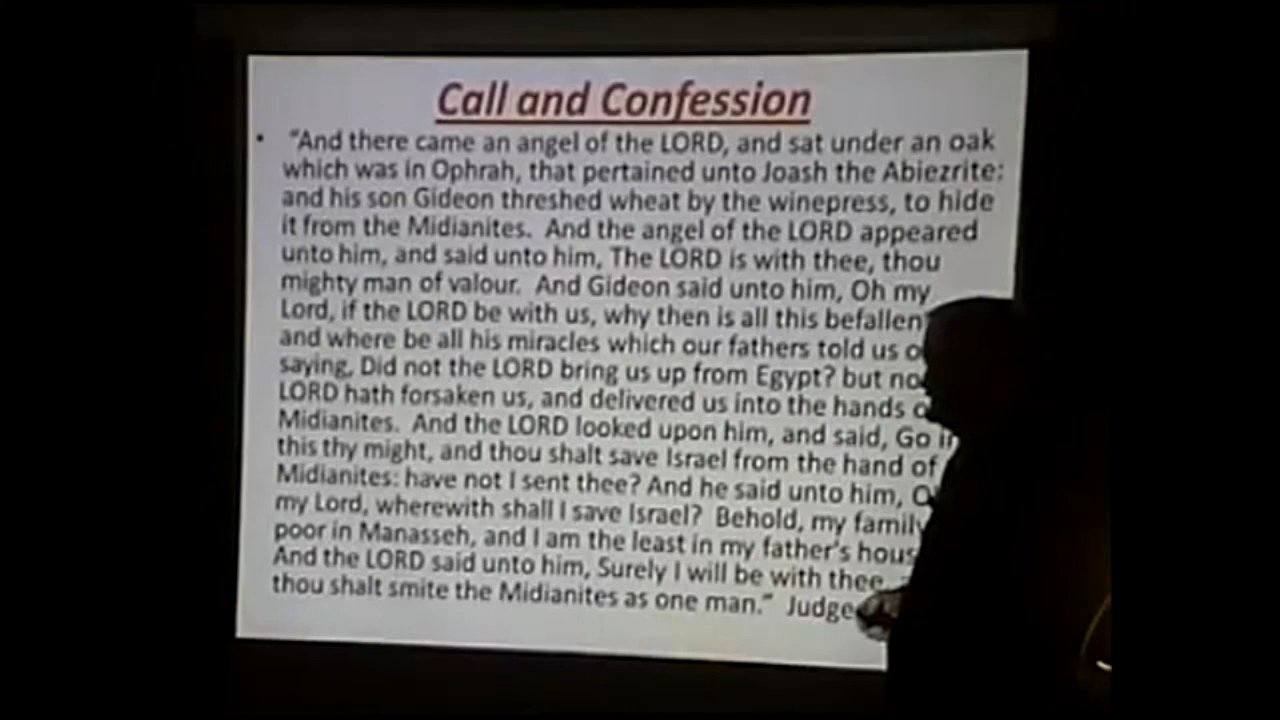 Call and Confession
• "And there came an angel of the LORD, and sat under an oak
which was in Ophrah, that pertained unto Joash the Abiezrite:
and his son Gideon threshed wheat by the winepress, to hide
it from the Midianites. And the angel of the LORD appeared
unto him, and said unto him, The LORD is with thee, thou
mighty man of valour. And Gideon said unto him, Oh my
Lord, if the LORD be with us, why then is all this befallen
and where be all his miracles which our fathers told us
saying, Did not the LORD bring us up from Egypt? but
LORD hath forsaken us, and delivered us into the hands
Midianites. And the LORD looked upon him, and said, Go
this thy might, and thou shalt save Israel from the hand of
Midianites: have not I sent thee? And he said unto him,
my Lord, wherewith shall I save Israel? Behold, my family
poor in Manasseh, and I am the least in my father's
And the LORD said unto him, Surely I will be with thee
thou shalt smite the Midianites as one man."